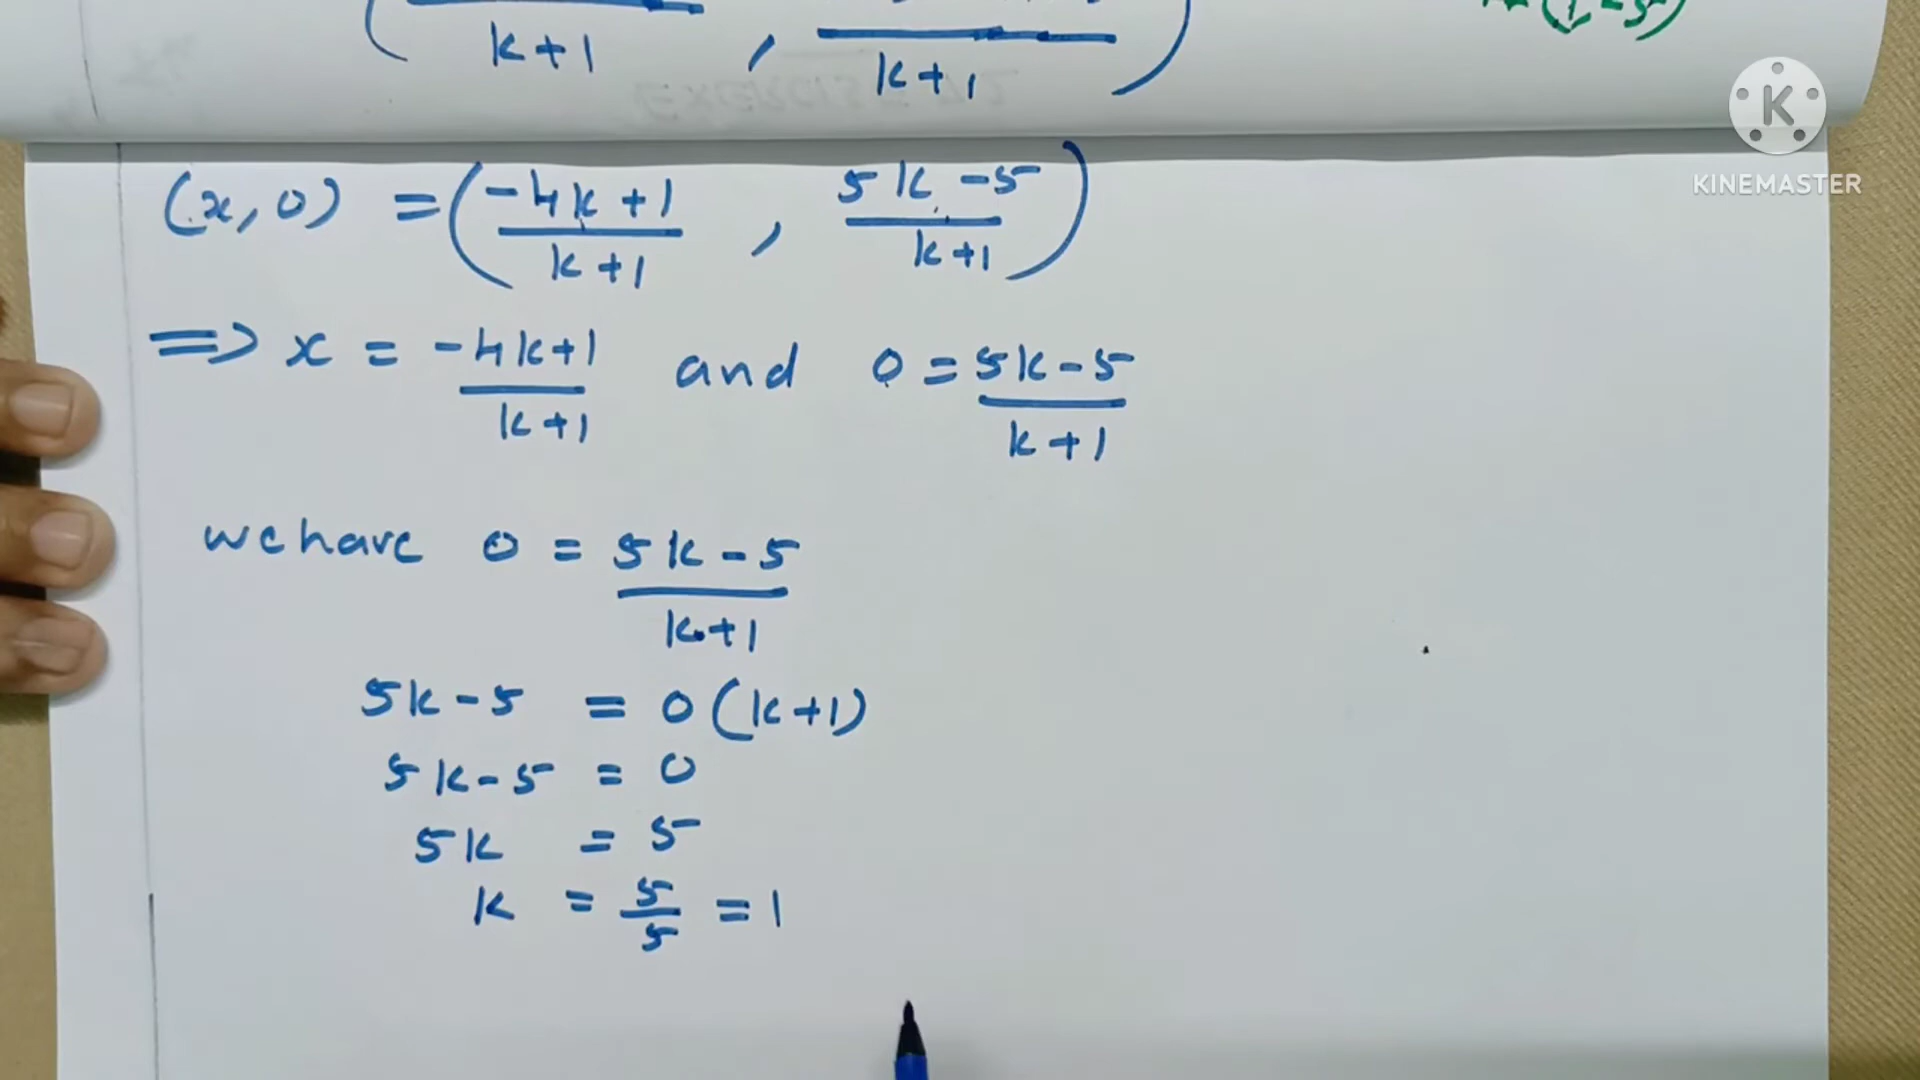 k+1 , k+1 )
K
KINEMASTER
(x, 0) = ( -4k+1 / k+1 , 5k-5 / k+1 )
=> x = -4k+1 / k+1 and 0 = 5k-5 / k+1
we have 0 = 5k-5 / k+1
5k-5 = 0(k+1)
5k-5 = 0
5k = 5
k = 5/5 = 1